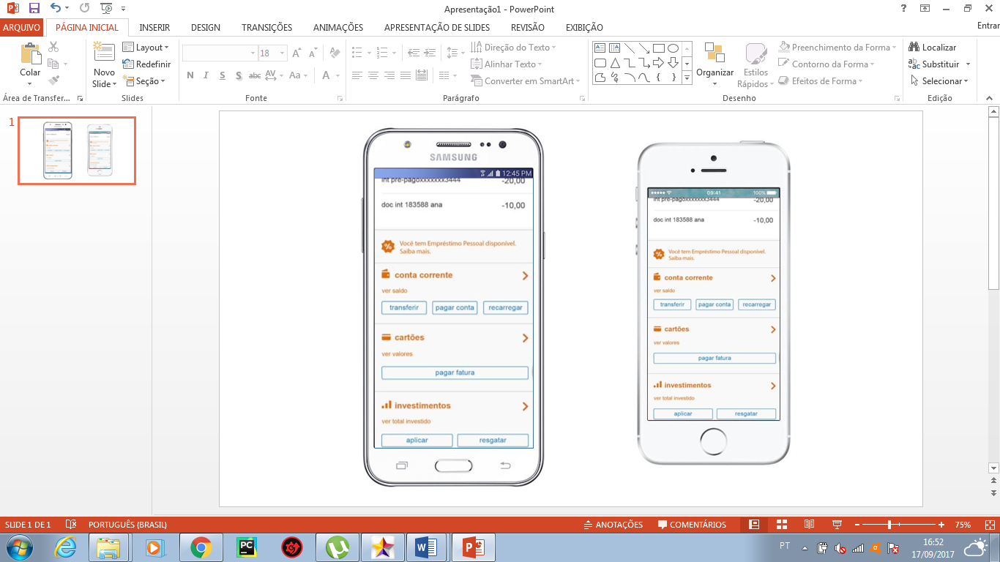 Apresentação1 - PowerPoint
ARQUIVO PÁGINA INICIAL INSERIR DESIGN TRANSIÇÕES ANIMAÇÕES APRESENTAÇÃO DE SLIDES REVISÃO EXIBIÇÃO Entrar
Colar
Novo Slide
Layout
Redefinir
Seção
18
N I S S abc AV Aa A
Direção do Texto
Alinhar Texto
Converter em SmartArt
Organizar
Estilos Rápidos
Preenchimento da Forma
Contorno da Forma
Efeitos de Forma
Localizar
Substituir
Selecionar
Área de Transfer... Slides Fonte Parágrafo Desenho Edição
1
SAMSUNG
12:45 PM
int pre-pagoxxxxxxx3444 -20,00
doc int 183588 ana -10,00
Você tem Empréstimo Pessoal disponível.
Saiba mais.
conta corrente
ver saldo
transferir pagar conta recarregar
cartões
ver valores
pagar fatura
investimentos
ver total investido
aplicar resgatar
09:41 100%
int pre-pagoxxxxxxx3444 -20,00
doc int 183588 ana -10,00
Você tem Empréstimo Pessoal disponível.
Saiba mais.
conta corrente
ver saldo
transferir pagar conta recarregar
cartões
ver valores
pagar fatura
investimentos
ver total investido
aplicar resgatar
SLIDE 1 DE 1 PORTUGUÊS (BRASIL) ANOTAÇÕES COMENTÁRIOS 75%
PC
PT
16:52
17/09/2017